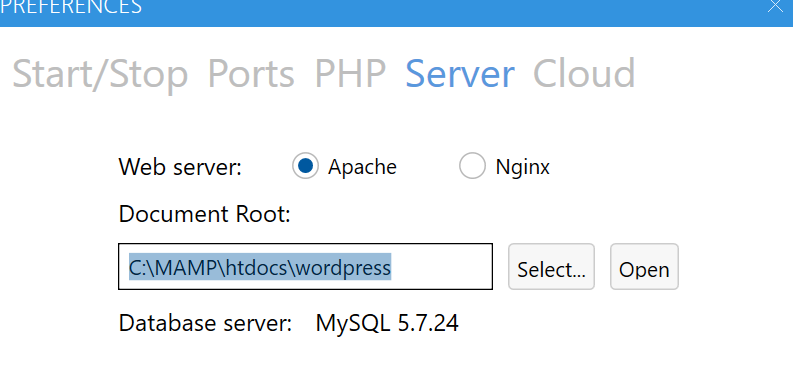 PREFERENCES
Start/Stop Ports PHP Server Cloud
Web server: Apache Nginx
Document Root:
C:\MAMP\htdocs\wordpress Select... Open
Database server: MySQL 5.7.24